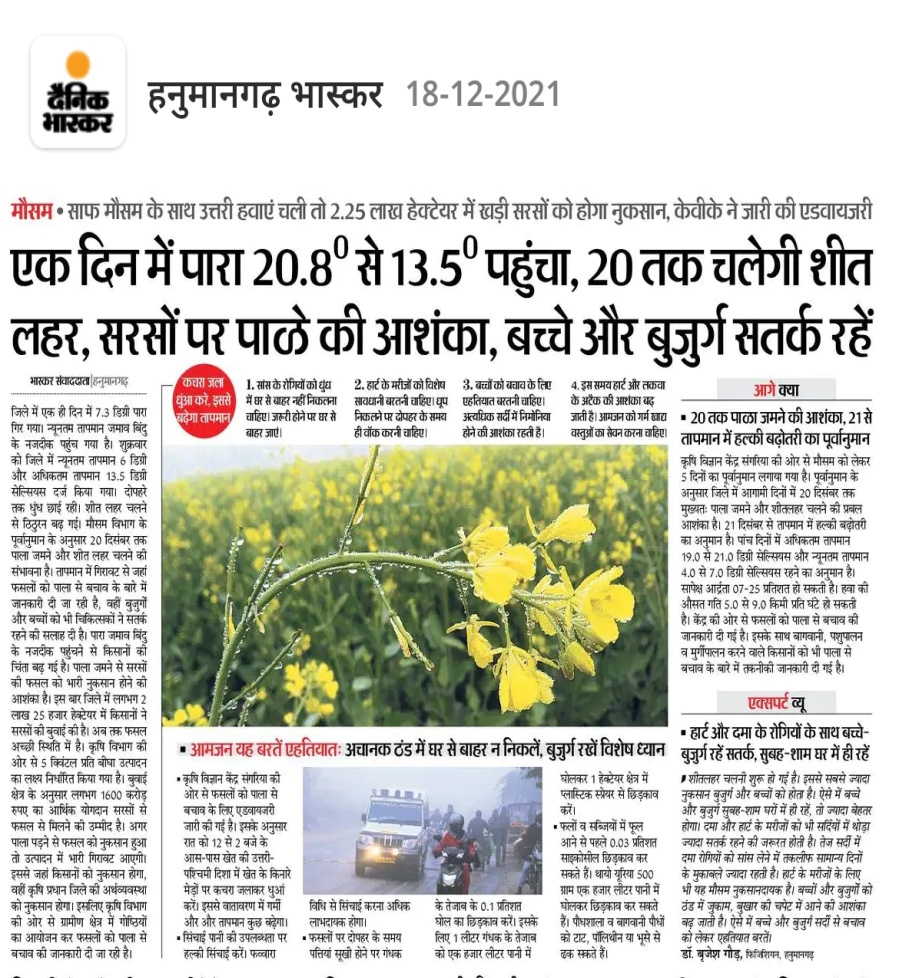 दैनिक
भास्कर
हनुमानगढ़ भास्कर 18-12-2021
मौसम • साफ मौसम के साथ उत्तरी हवाएं चली तो 2.25 लाख हेक्टेयर में खड़ी सरसों को होगा नुकसान, केवीके ने जारी की एडवायजरी
एक दिन में पारा 20.8⁰ से 13.5⁰ पहुंचा, 20 तक चलेगी शीत
लहर, सरसों पर पाळे की आशंका, बच्चे और बुजुर्ग सतर्क रहें
भास्कर संवाददाता|हनुमानगढ़
जिले में एक ही दिन में 7.3 डिग्री पारा
गिर गया। न्यूनतम तापमान जमाव बिंदु
के नजदीक पहुंच गया है। शुक्रवार
को जिले में न्यूनतम तापमान 6 डिग्री
और अधिकतम तापमान 13.5 डिग्री
सेल्सियस दर्ज किया गया। दोपहरे
तक धुंध छाई रही। शीत लहर चलने
से ठिठुरन बढ़ गई। मौसम विभाग के
पूर्वानुमान के अनुसार 20 दिसंबर तक
पाला जमने और शीत लहर चलने की
संभावना है। तापमान में गिरावट से जहां
फसलों को पाला से बचाव के बारे में
जानकारी दी जा रही है, वहीं बुजुर्गों
और बच्चों को भी चिकित्सकों ने सतर्क
रहने की सलाह दी है। पारा जमाव बिंदु
के नजदीक पहुंचने से किसानों की
चिंता बढ़ गई है। पाला जमने से सरसों
की फसल को भारी नुकसान होने की
आशंका है। इस बार जिले में लगभग 2
लाख 25 हजार हेक्टेयर में किसानों ने
सरसों की बुवाई की है। अब तक फसल
अच्छी स्थिति में है। कृषि विभाग की
ओर से 5 क्विंटल प्रति बीघा उत्पादन
का लक्ष्य निर्धारित किया गया है। बुवाई
क्षेत्र के अनुसार लगभग 1600 करोड़
रुपए का आर्थिक योगदान सरसों से
फसल से मिलने की उम्मीद है। अगर
पाला पड़ने से फसल को नुकसान हुआ
तो उत्पादन में भारी गिरावट आएगी।
इससे जहां किसानों को नुकसान होगा,
वहीं कृषि प्रधान जिले की अर्थव्यवस्था
को नुकसान होगा। इसलिए कृषि विभाग
की ओर से ग्रामीण क्षेत्र में गोष्ठियों
का आयोजन कर फसलों को पाला से
बचाव की जानकारी दी जा रही है।
कचरा जला
धुंआ करे, इससे
बढ़ेगा तापमान
1. सांस के रोगियों को धुंध
में घर से बाहर नहीं निकलना
चाहिए। जरूरी होने पर घर से
बाहर जाएं।
2. हार्ट के मरीजों को विशेष
सावधानी बरतनी चाहिए। धूप
निकलने पर दोपहर के समय
ही वॉक करनी चाहिए।
3. बच्चों को बचाव के लिए
एहतियात बरतनी चाहिए।
अत्यधिक सर्दी में निमोनिया
होने की आशंका रहती है।
4. इस समय हार्ट और लकवा
के अटैक की आशंका बढ़
जाती है। आमजन को गर्म खाद्य
वस्तुओं का सेवन करना चाहिए।
▪ आमजन यह बरतें एहतियातः अचानक ठंड में घर से बाहर न निकलें, बुजुर्ग रखें विशेष ध्यान
▪ कृषि विज्ञान केंद्र संगरिया की
ओर से फसलों को पाला से
बचाव के लिए एडवायजरी
जारी की गई है। इसके अनुसार
रात को 12 से 2 बजे के
आस-पास खेत की उत्तरी-
पश्चिमी दिशा में खेत के किनारे
मेड़ों पर कचरा जलाकर धुआं
करें। इससे वातावरण में गर्मी
और और तापमान कुछ बढ़ेगा।
▪ सिंचाई पानी की उपलब्धता पर
हल्की सिंचाई करें। फव्वारा
AMBULANCE
विधि से सिंचाई करना अधिक
लाभदायक होगा।
▪ फसलों पर दोपहर के समय
पत्तियां सूखी होने पर गंधक
के तेजाब के 0.1 प्रतिशत
घोल का छिड़काव करें। इसके
लिए 1 लीटर गंधक के तेजाब
को एक हजार लीटर पानी में
घोलकर 1 हेक्टेयर क्षेत्र में
प्लास्टिक स्प्रेयर से छिड़काव
करें।
▪ फलों व सब्जियों में फूल
आने से पहले 0.03 प्रतिशत
साइकोसील छिड़काव कर
सकते हैं। थायो यूरिया 500
ग्राम एक हजार लीटर पानी में
घोलकर छिड़काव कर सकते
हैं। पौधशाला व बागवानी पौधों
को टाट, पॉलिथीन या भूसे से
ढक सकते हैं।
आगे क्या
▪ 20 तक पाळा जमने की आशंका, 21 से
तापमान में हल्की बढ़ोतरी का पूर्वानुमान
कृषि विज्ञान केंद्र संगरिया की ओर से मौसम को लेकर
5 दिनों का पूर्वानुमान लगाया गया है। पूर्वानुमान के
अनुसार जिले में आगामी दिनों में 20 दिसंबर तक
मुख्यतः पाला जमने और शीतलहर चलने की प्रबल
आशंका है। 21 दिसंबर से तापमान में हल्की बढ़ोतरी
का अनुमान है। पांच दिनों में अधिकतम तापमान
19.0 से 21.0 डिग्री सेल्सियस और न्यूनतम तापमान
4.0 से 7.0 डिग्री सेल्सियस रहने का अनुमान है।
सापेक्ष आर्द्रता 07-25 प्रतिशत हो सकती है। हवा की
औसत गति 5.0 से 9.0 किमी प्रति घंटे हो सकती
है। केंद्र की ओर से फसलों को पाला से बचाव की
जानकारी दी गई है। इसके साथ बागवानी, पशुपालन
व मुर्गीपालन करने वाले किसानों को भी पाला से
बचाव के बारे में तकनीकी जानकारी दी गई है।
एक्सपर्ट व्यू
▪ हार्ट और दमा के रोगियों के साथ बच्चे-
बुजुर्ग रहें सतर्क, सुबह-शाम घर में ही रहें
शीतलहर चलनी शुरू हो गई है। इससे सबसे ज्यादा
नुकसान बुजुर्ग और बच्चों को होता है। ऐसे में बच्चे
और बुजुर्ग सुबह-शाम घरों में ही रहें, तो ज्यादा बेहतर
होगा। दमा और हार्ट के मरीजों को भी सर्दियों में थोड़ा
ज्यादा सतर्क रहने की जरूरत होती है। तेज सर्दी में
दमा रोगियों को सांस लेने में तकलीफ सामान्य दिनों
के मुकाबले ज्यादा रहती है। हार्ट के मरीजों के लिए
भी यह मौसम नुकसानदायक है। बच्चों और बुजुर्गों को
ठंड में जुकाम, बुखार की चपेट में आने की आशंका
बढ़ जाती है। ऐसे में बच्चे और बुजुर्ग सर्दी से बचाव
को लेकर एहतियात बरतें।
डॉ. बृजेश गौड़, फिजिशियन, हनुमानगढ़